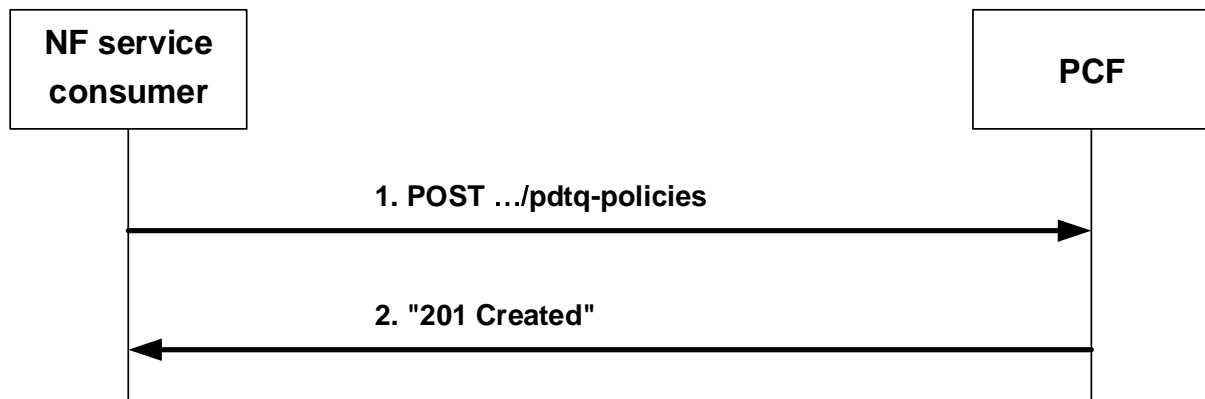 NF service
consumer
PCF
1. POST …/pdtq-policies
2. "201 Created"